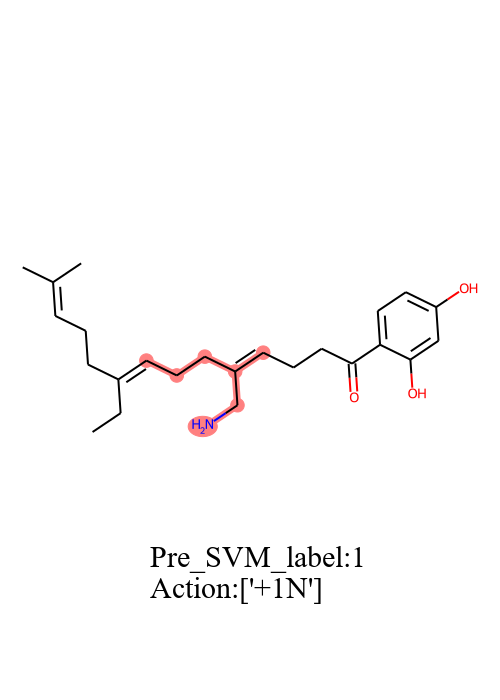 OH
H2N
O
OH
Pre_SVM_label:1
Action:['+1N']